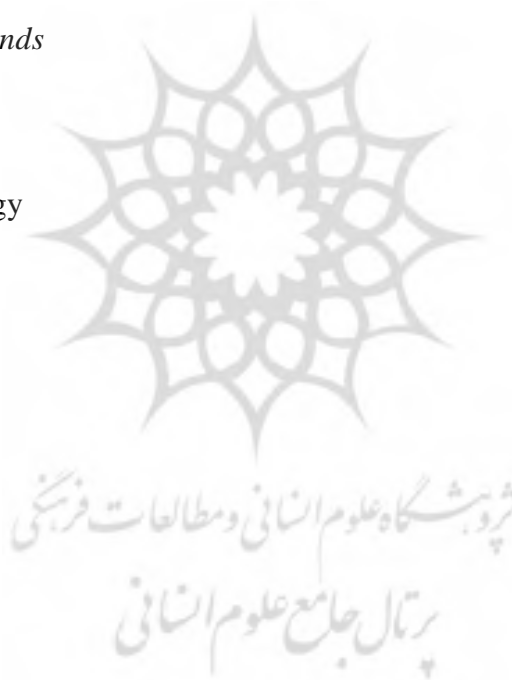 nds
gy
پژوهشگاه علوم انسانی و مطالعات فرهنگی
پرتال جامع علوم انسانی